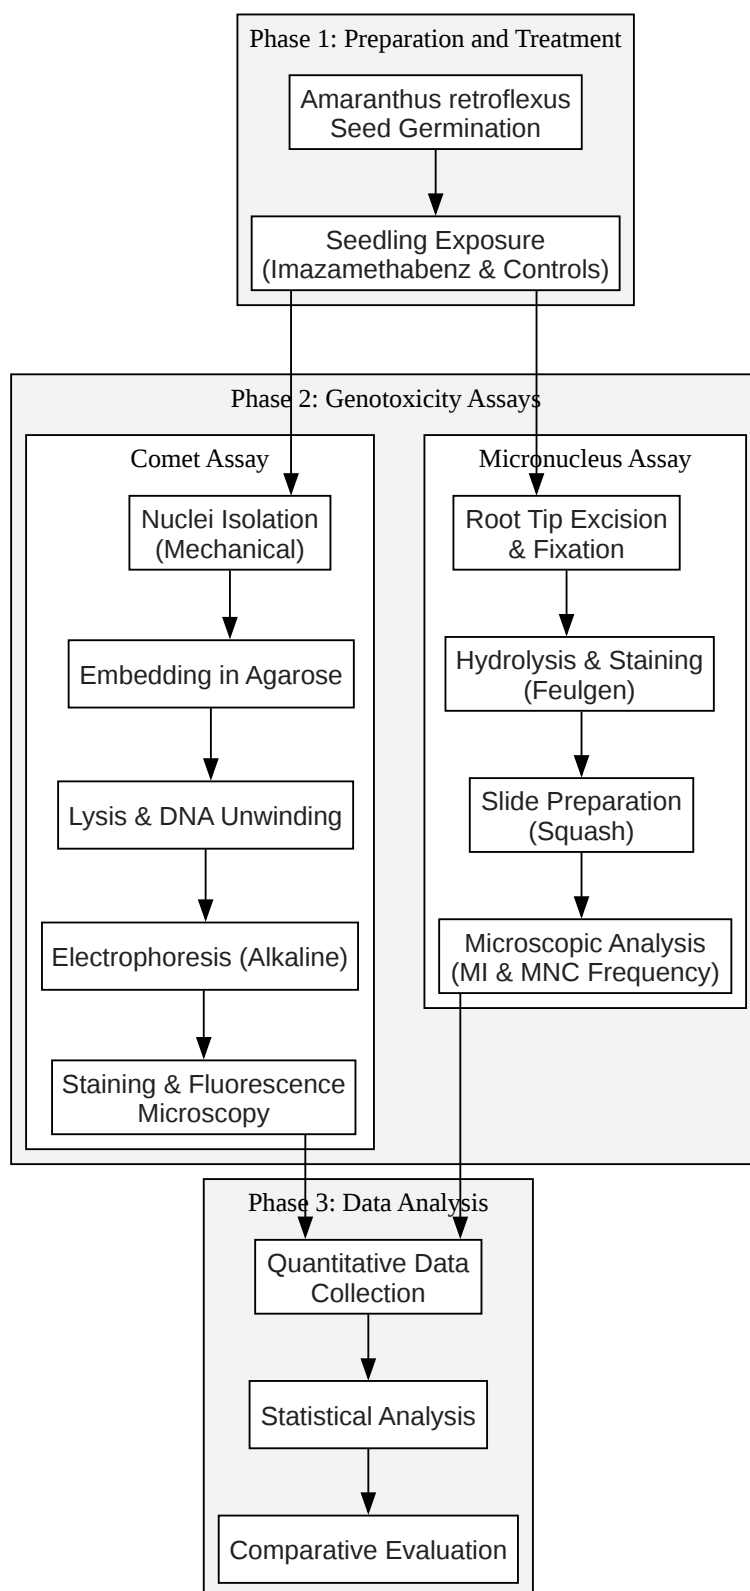 Phase 1: Preparation and Treatment
Amaranthus retroflexus
Seed Germination
Seedling Exposure
(Imazamethabenz & Controls)
Phase 2: Genotoxicity Assays
Comet Assay
Nuclei Isolation
(Mechanical)
Embedding in Agarose
Lysis & DNA Unwinding
Electrophoresis (Alkaline)
Staining & Fluorescence
Microscopy
Micronucleus Assay
Root Tip Excision
& Fixation
Hydrolysis & Staining
(Feulgen)
Slide Preparation
(Squash)
Microscopic Analysis
(MI & MNC Frequency)
Phase 3: Data Analysis
Quantitative Data
Collection
Statistical Analysis
Comparative Evaluation